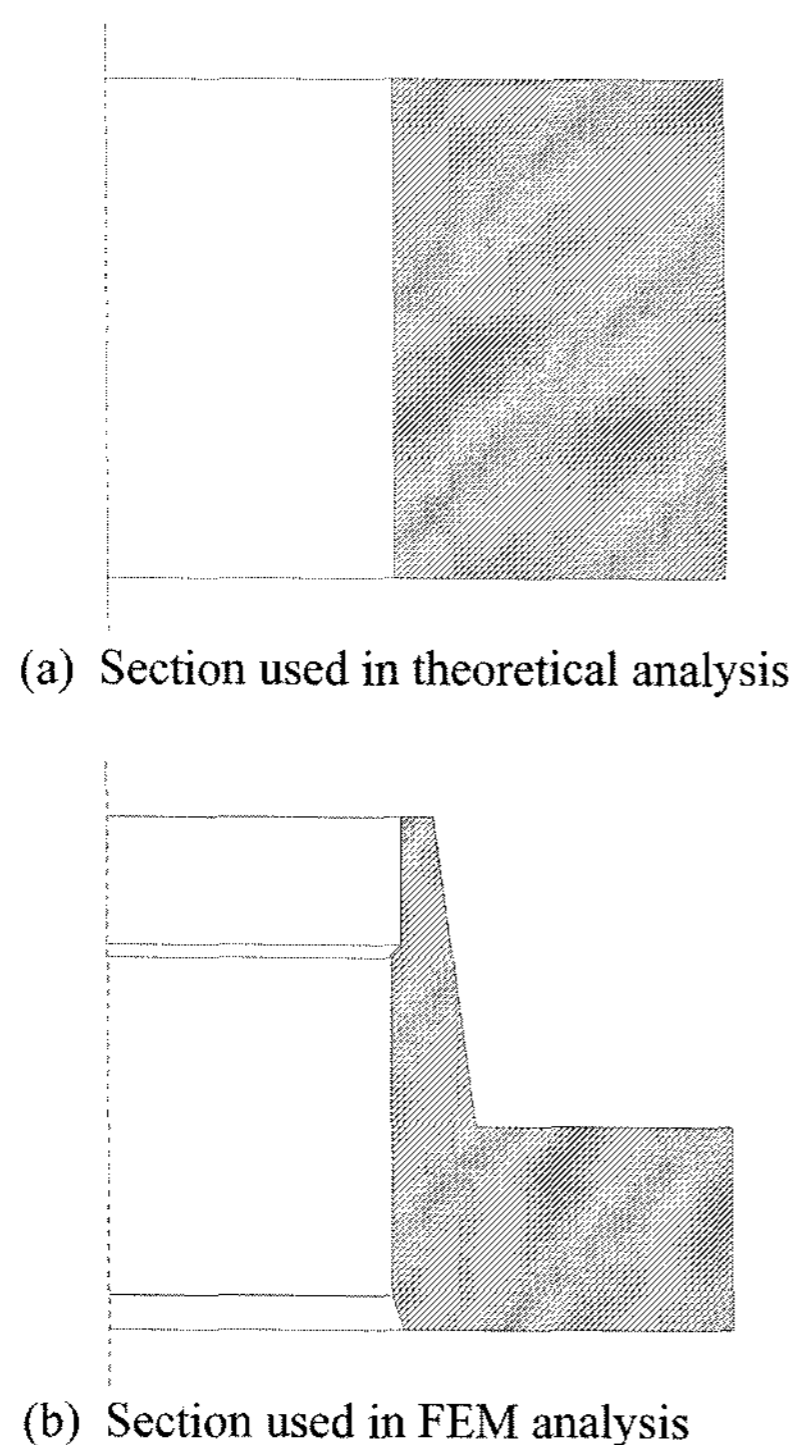 (a) Section used in theoretical analysis
(b) Section used in FEM analysis